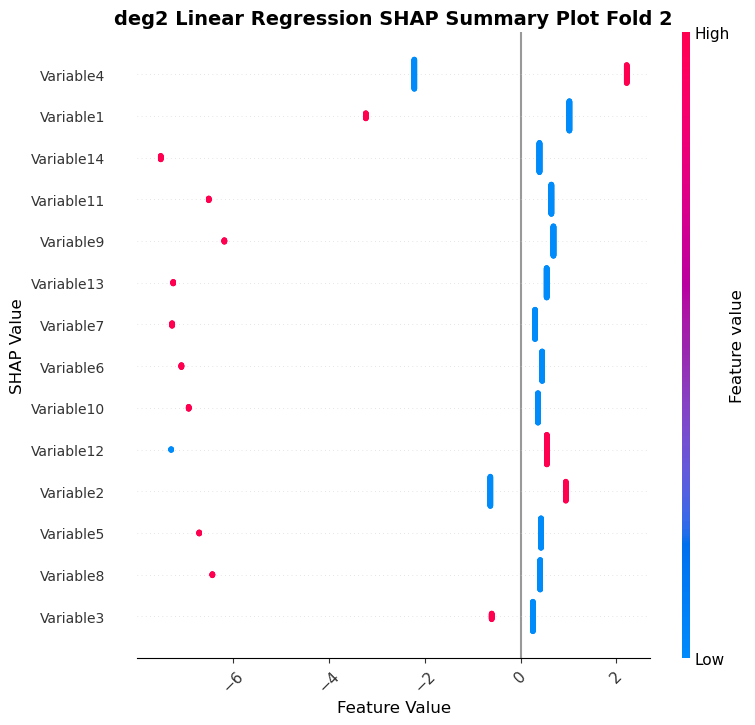 deg2 Linear Regression SHAP Summary Plot Fold 2
High
Variable4
Variable1
Variable14
Variable11
Variable9
Variable13
Variable7
Variable6
Variable10
Variable12
Variable2
Variable5
Variable8
Variable3
SHAP Value
Feature value
Low
−6
−4
−2
0
2
Feature Value